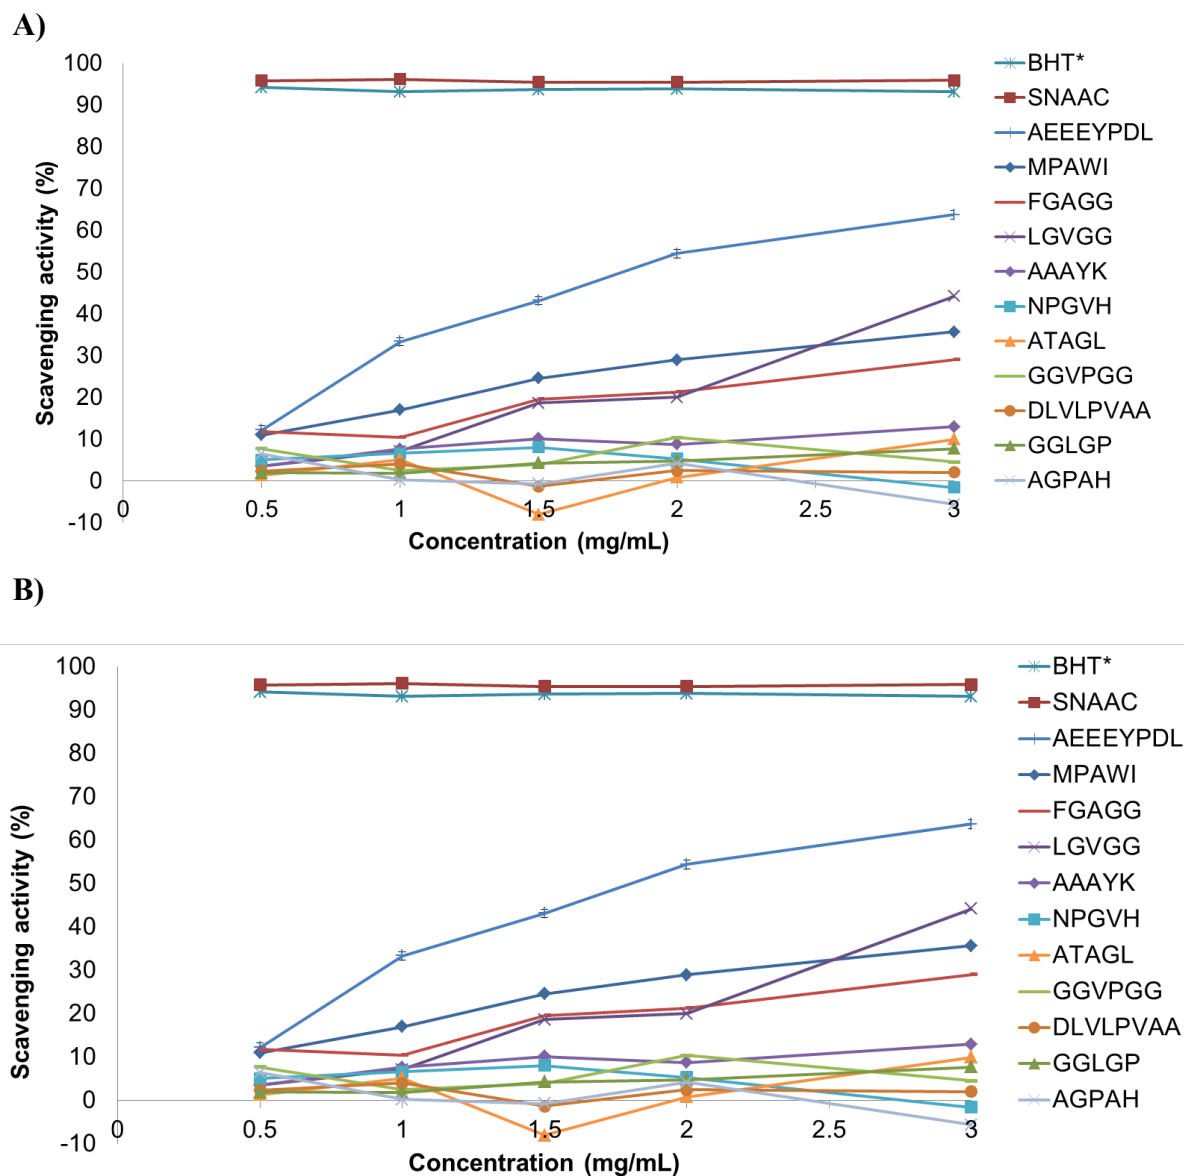 A)
100
90
80
70
60
50
40
30
20
10
0
-10
Scavenging activity (%)
0
0.5
1
1.5
2
2.5
3
Concentration (mg/mL)
BHT*
SNAAC
AEEEYPDL
MPAWI
FGAGG
LGVGG
AAAYK
NPGVH
ATAGL
GGVPGG
DLVLPVAA
GGLGP
AGPAH
B)
100
90
80
70
60
50
40
30
20
10
0
-10
Scavenging activity (%)
0
0.5
1
1.5
2
2.5
3
Concentration (mg/mL)
BHT*
SNAAC
AEEEYPDL
MPAWI
FGAGG
LGVGG
AAAYK
NPGVH
ATAGL
GGVPGG
DLVLPVAA
GGLGP
AGPAH